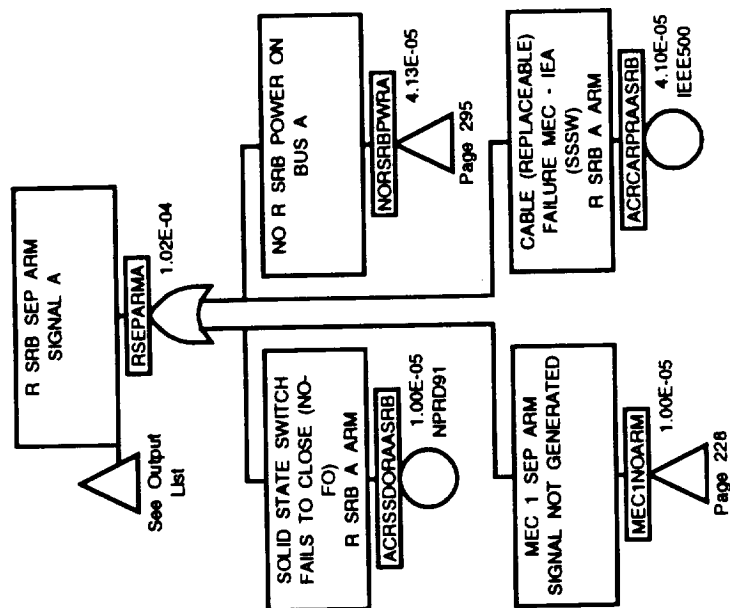 R SRB SEP ARM
SIGNAL A
RSEPARMA
1.02E-04
See Output
List
SOLID STATE SWITCH
FAILS TO CLOSE (NO-
FO)
R SRB A ARM
ACRSSDORAASRB
1.00E-05
NPRD91
NO R SRB POWER ON
BUS A
NORSRBPWRA
4.13E-05
Page 295
MEC 1 SEP ARM
SIGNAL NOT GENERATED
MEC1NOARM
1.00E-05
Page 228
CABLE (REPLACEABLE)
FAILURE MEC - IEA
(SSSW)
R SRB A ARM
ACRCARPRAASRB
4.10E-05
IEEE500